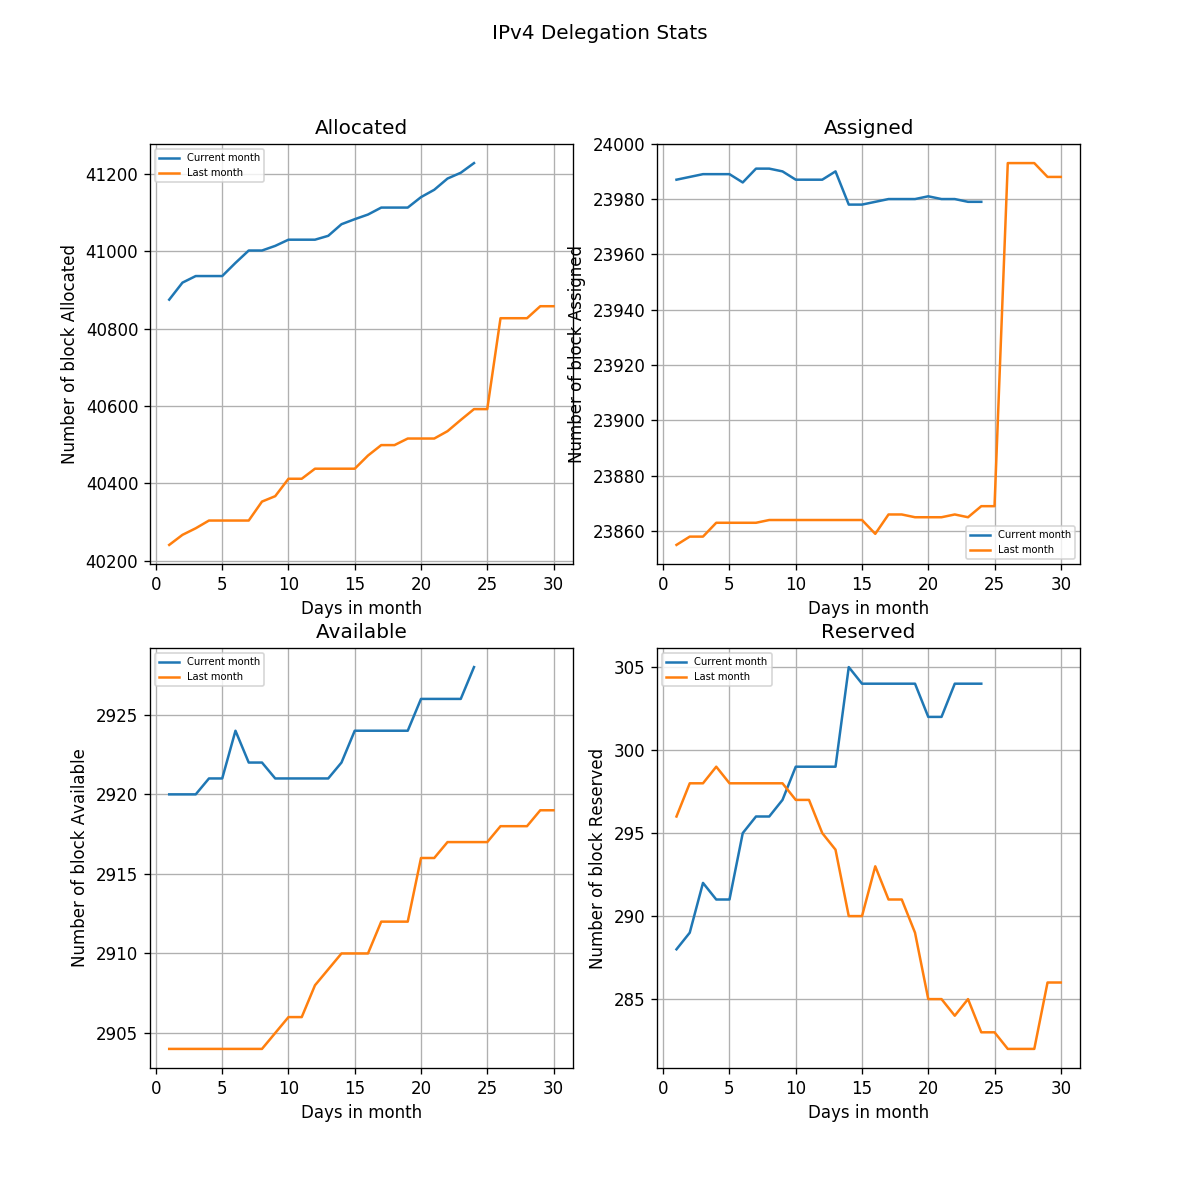 IPv4 Delegation Stats
Allocated
Current month
Last month
Number of block Allocated
41200
41000
40800
40600
40400
40200
0 5 10 15 20 25 30
Days in month
Assigned
Current month
Last month
Number of block Assigned
24000
23980
23960
23940
23920
23900
23880
23860
0 5 10 15 20 25 30
Days in month
Available
Current month
Last month
Number of block Available
2925
2920
2915
2910
2905
0 5 10 15 20 25 30
Days in month
Reserved
Current month
Last month
Number of block Reserved
305
300
295
290
285
0 5 10 15 20 25 30
Days in month